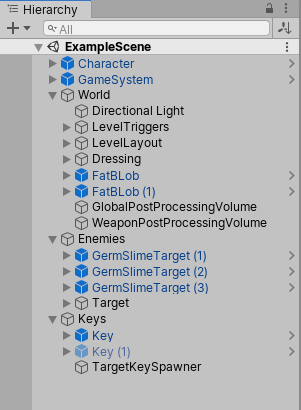 Hierarchy
All
ExampleScene
Character
GameSystem
World
Directional Light
LevelTriggers
LevelLayout
Dressing
FatBLob
FatBLob (1)
GlobalPostProcessingVolume
WeaponPostProcessingVolume
Enemies
GermSlimeTarget (1)
GermSlimeTarget (2)
GermSlimeTarget (3)
Target
Keys
Key
Key (1)
TargetKeySpawner